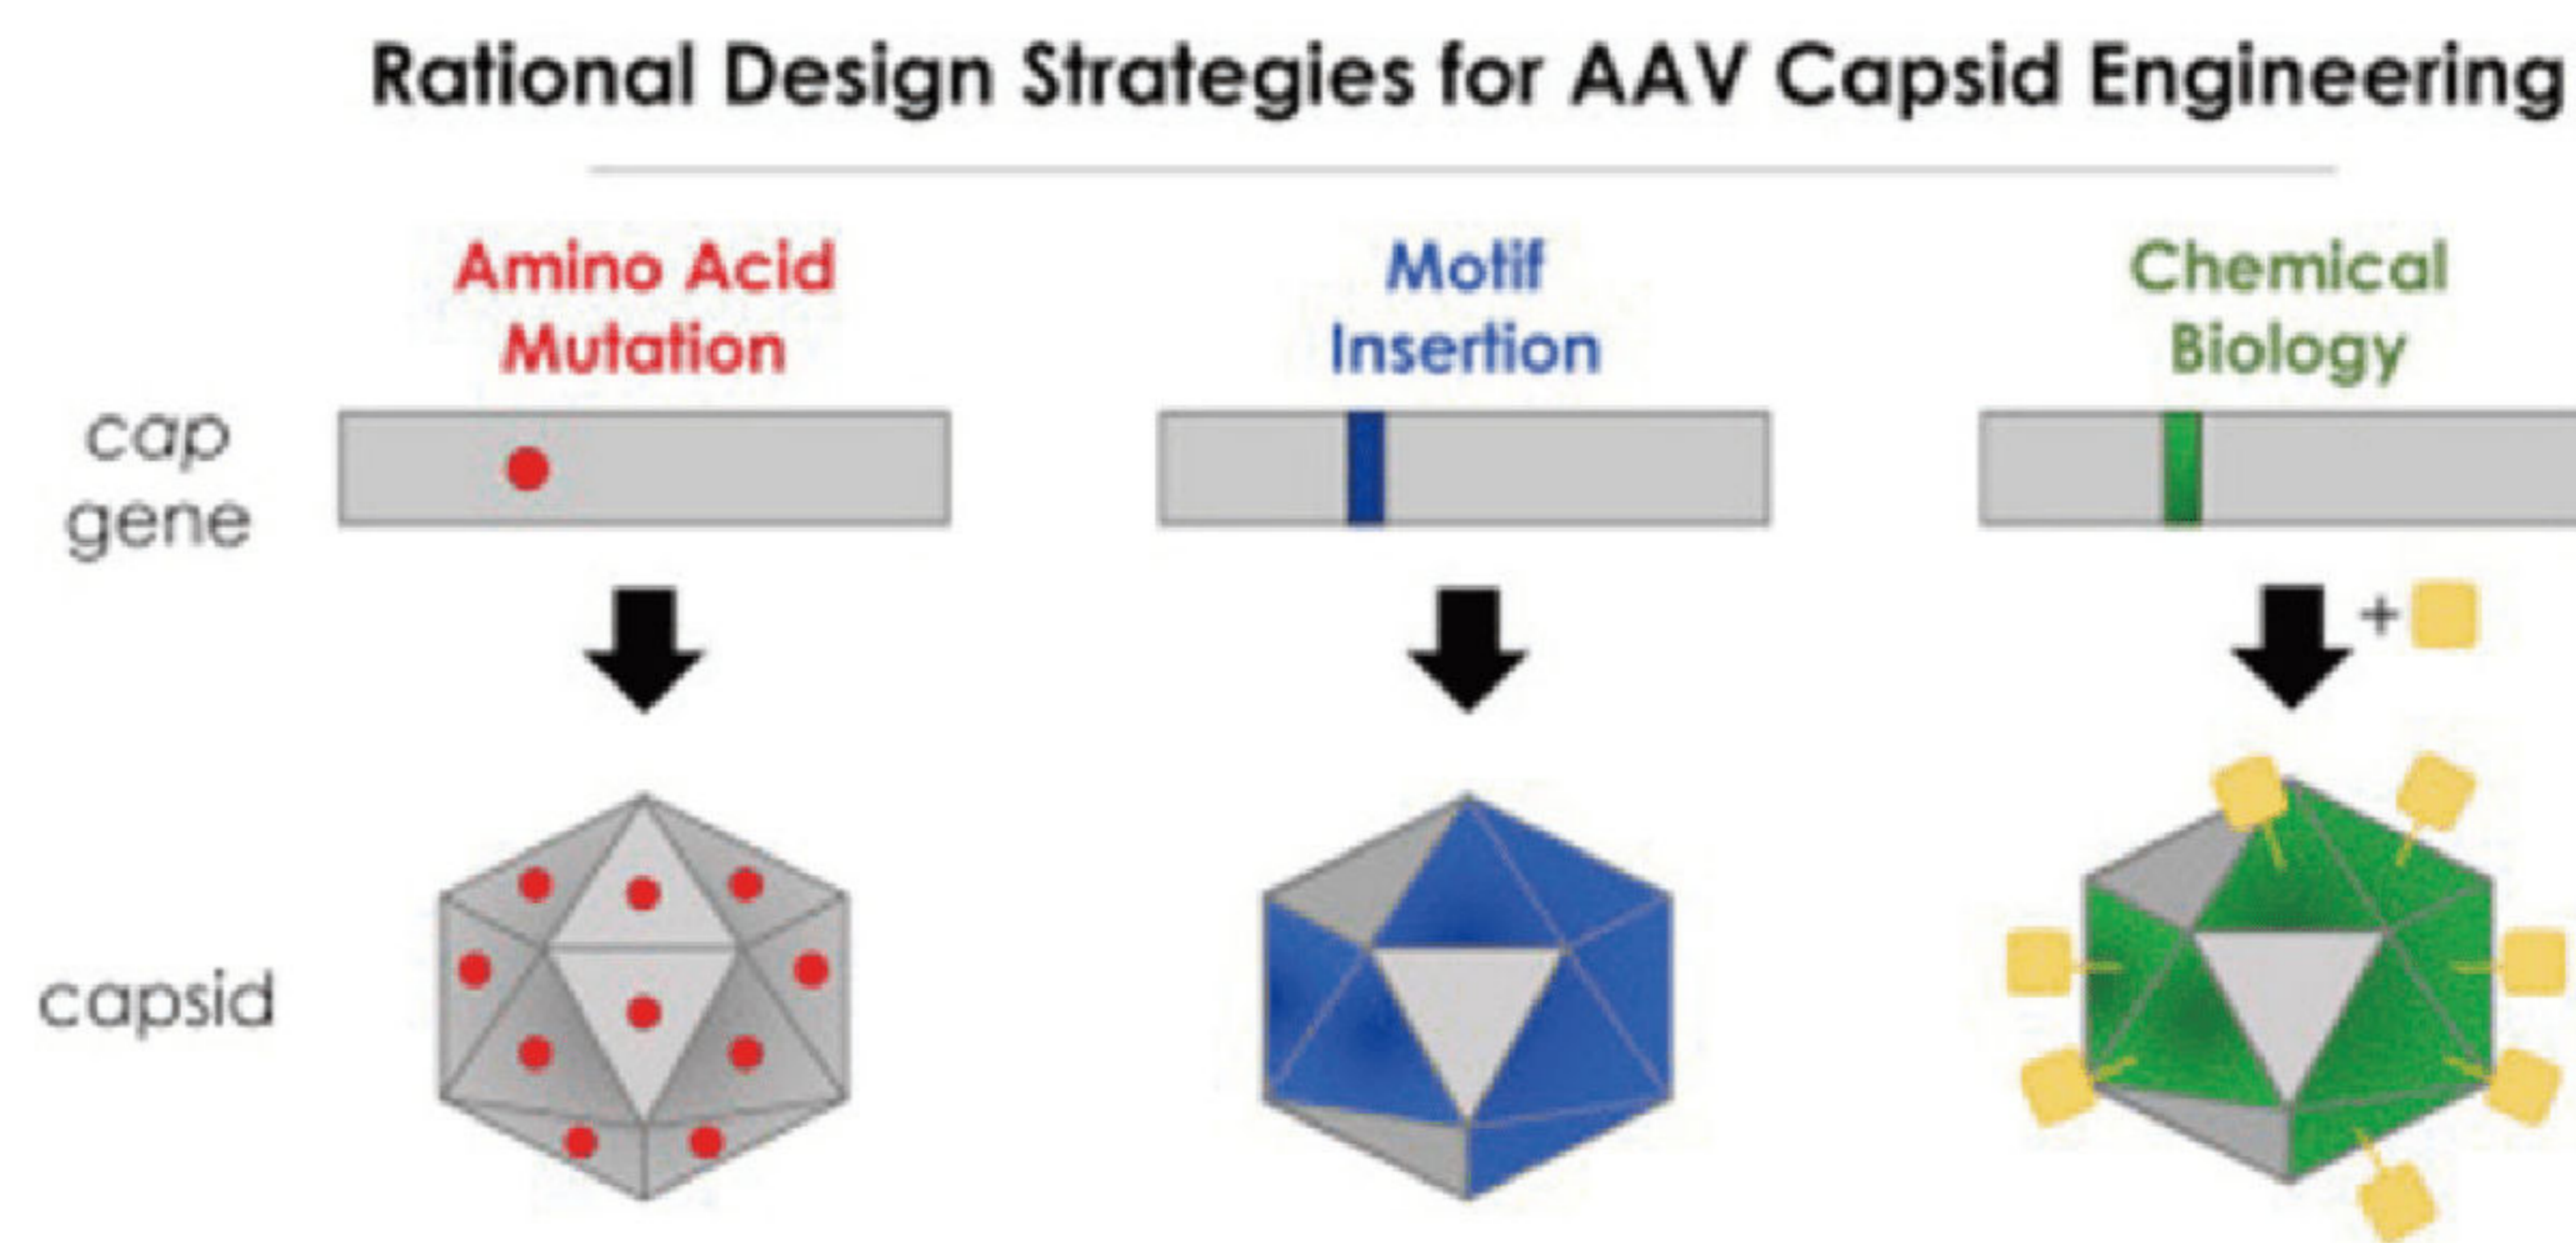 Rational Design Strategies for AAV Capsid Engineering
Amino Acid
Mutation
Motif
Insertion
Chemical
Biology
cap
gene
+
capsid